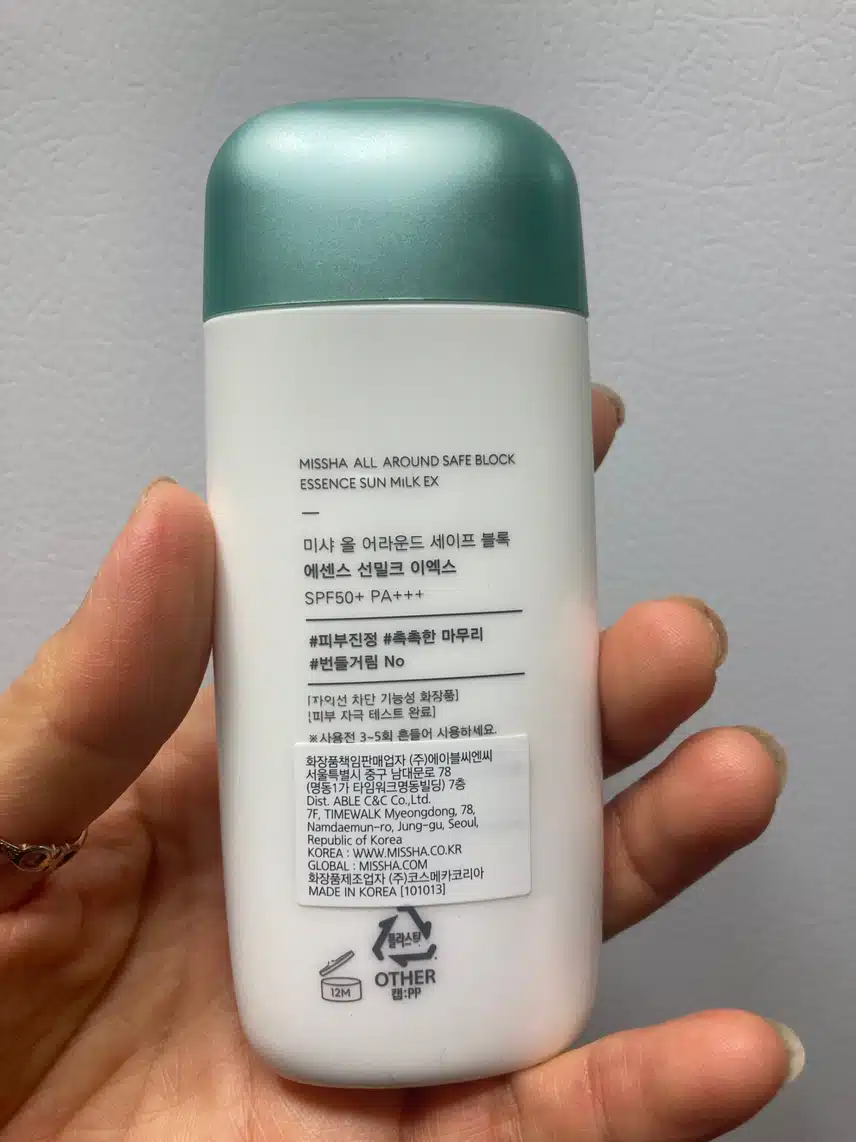 MISSHA ALL AROUND SAFE BLOCK
ESSENCE SUN MiLK EX
미샤 올 어라운드 세이프 블록
에센스 선밀크 이엑스
SPF50+ PA+++
#피부진정 #촉촉한 마무리
#번들거림 No
[자외선 차단 기능성 화장품]
[피부 자극 테스트 완료]
※사용전 3~5회 흔들어 사용하세요.
화장품책임판매업자 (주)에이블씨엔씨
서울특별시 중구 남대문로 78
(명동1가 타임워크명동빌딩) 7층
Dist. ABLE C&C Co.,Ltd.
7F, TIMEWALK Myeongdong, 78,
Namdaemun-ro, Jung-gu, Seoul,
Republic of Korea
KOREA : WWW.MISSHA.CO.KR
GLOBAL : MISSHA.COM
화장품제조업자 (주)코스메카코리아
MADE IN KOREA [101013]
플라스틱
OTHER
캡:PP
12M